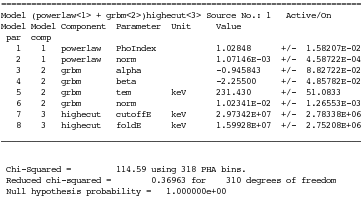 Model (powerlaw<1> + grbm<2>)highecut<3> Source No.: 1   Active/On
Model Model Component  Parameter  Unit     Value
par  comp
1    1   powerlaw   PhoIndex            1.02848      +/-  1.58207E-02
2    1   powerlaw   norm                1.07146E-03  +/-  4.58722E-04
3    2   grbm       alpha               -0.945843    +/-  8.82722E-02
4    2   grbm       beta                -2.25500     +/-  4.85782E-02
5    2   grbm       tem        keV      231.430      +/-  51.0833
6    2   grbm       norm                1.02341E-02  +/-  1.26553E-03
7    3   highecut   cutoffE    keV      2.97342E+07  +/-  2.78338E+06
8    3   highecut   foldE      keV      1.59928E+07  +/-  2.75208E+06
Chi-Squared =        114.59 using 318 PHA bins.
Reduced chi-squared =        0.36963 for    310 degrees of freedom
Null hypothesis probability =   1.000000e+00